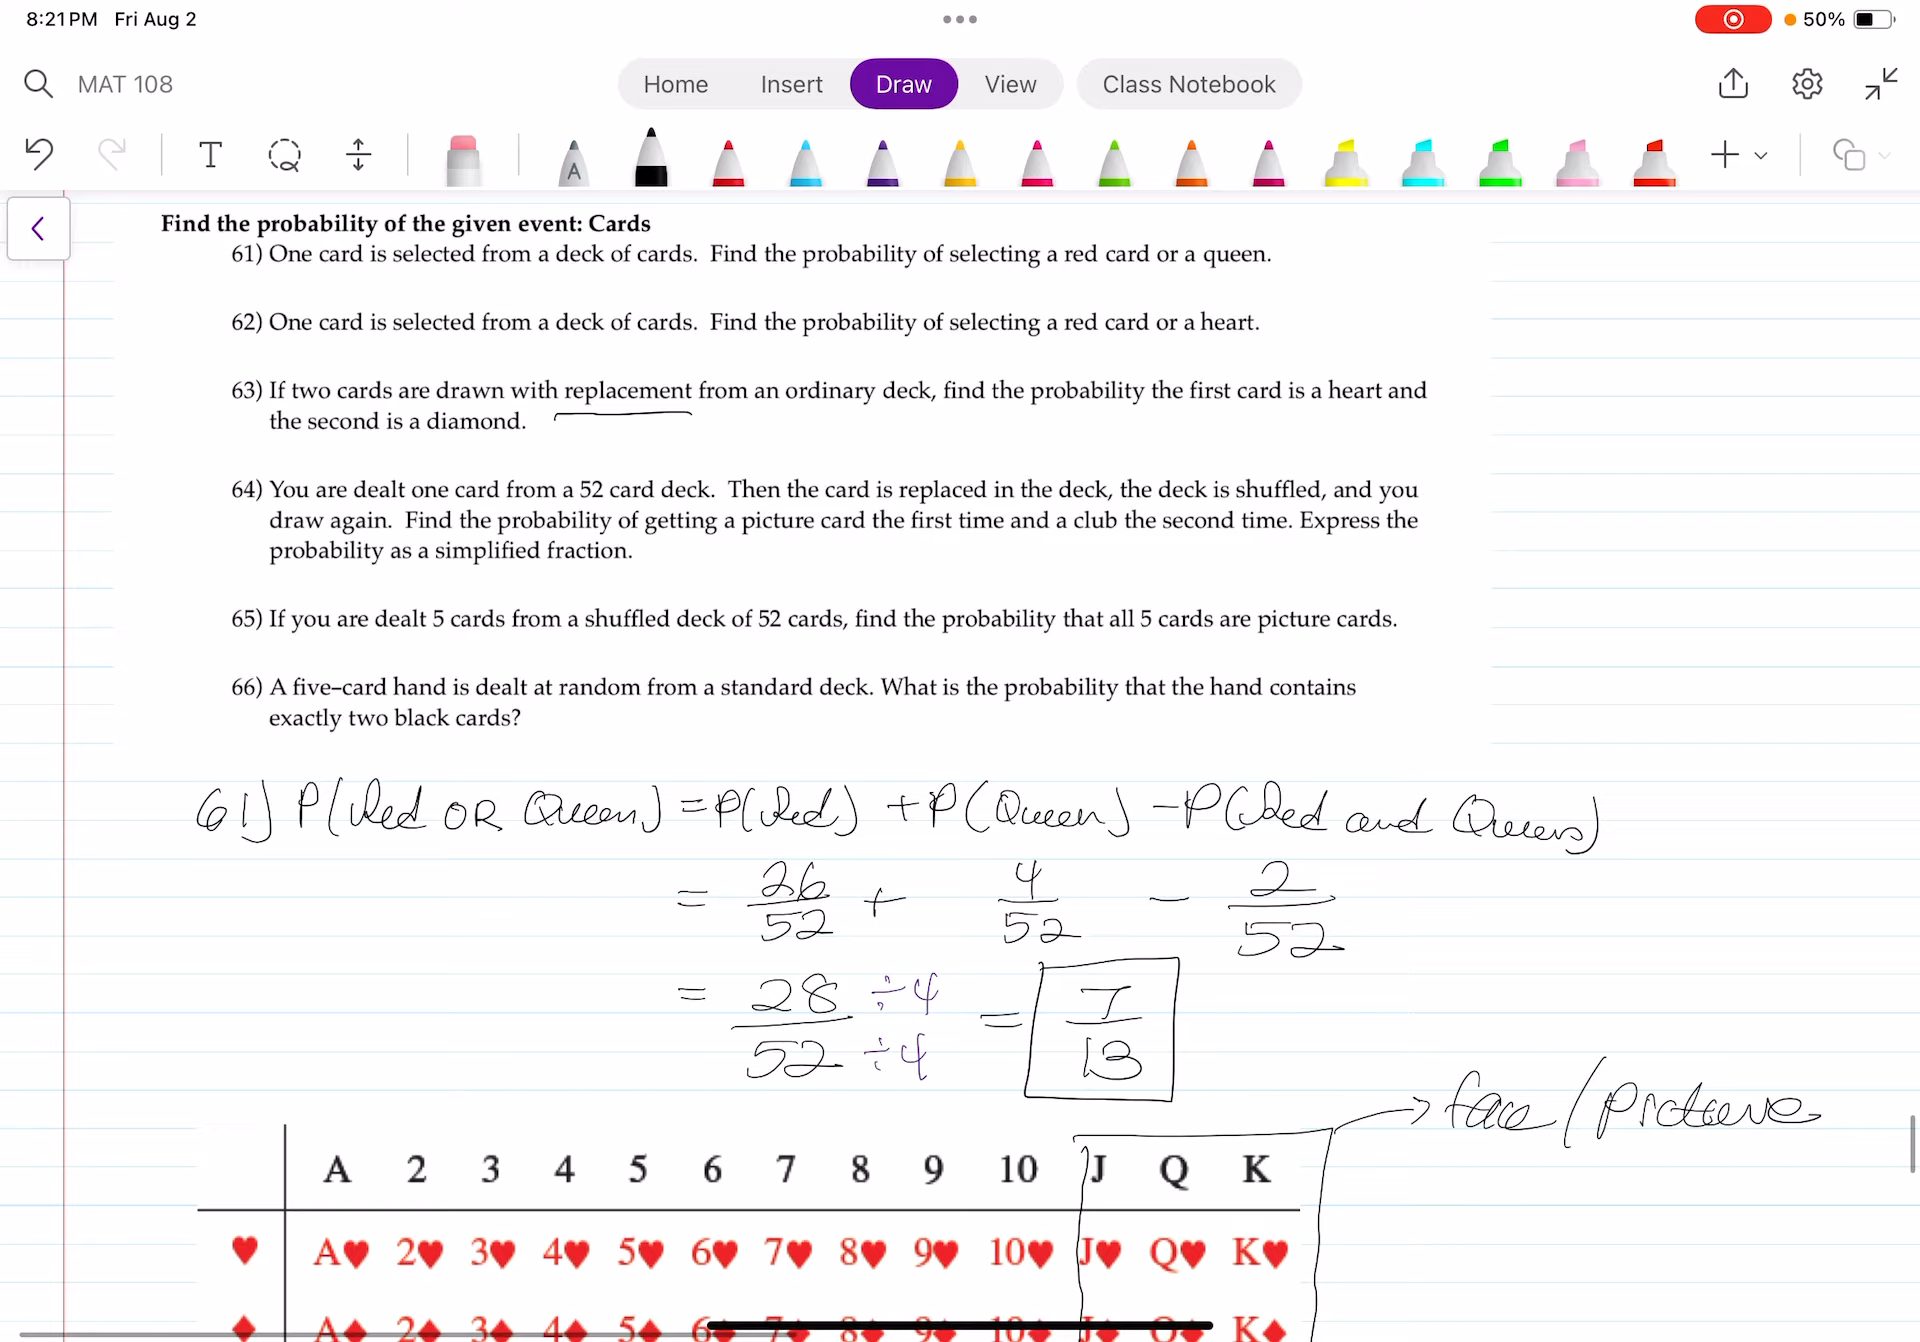 8:21 PM Fri Aug 2
50%
MAT 108
Home Insert Draw View Class Notebook
T A
Find the probability of the given event: Cards
61) One card is selected from a deck of cards. Find the probability of selecting a red card or a queen.
62) One card is selected from a deck of cards. Find the probability of selecting a red card or a heart.
63) If two cards are drawn with replacement from an ordinary deck, find the probability the first card is a heart and
the second is a diamond.
64) You are dealt one card from a 52 card deck. Then the card is replaced in the deck, the deck is shuffled, and you
draw again. Find the probability of getting a picture card the first time and a club the second time. Express the
probability as a simplified fraction.
65) If you are dealt 5 cards from a shuffled deck of 52 cards, find the probability that all 5 cards are picture cards.
66) A five-card hand is dealt at random from a standard deck. What is the probability that the hand contains
exactly two black cards?
61) P(Red OR Queen) = P(Red) + P(Queen) - P(Red and Queens)
= 26/52 + 4/52 - 2/52
= 28/52 ÷4/÷4 = 7/13
→ face/pictures
A 2 3 4 5 6 7 8 9 10 J Q K
♥ A♥ 2♥ 3♥ 4♥ 5♥ 6♥ 7♥ 8♥ 9♥ 10♥ J♥ Q♥ K♥
♦ A♦ 2♦ 3♦ 4♦ 5♦ 6♦ 7♦ 8♦ 9♦ 10♦ J♦ Q♦ K♦